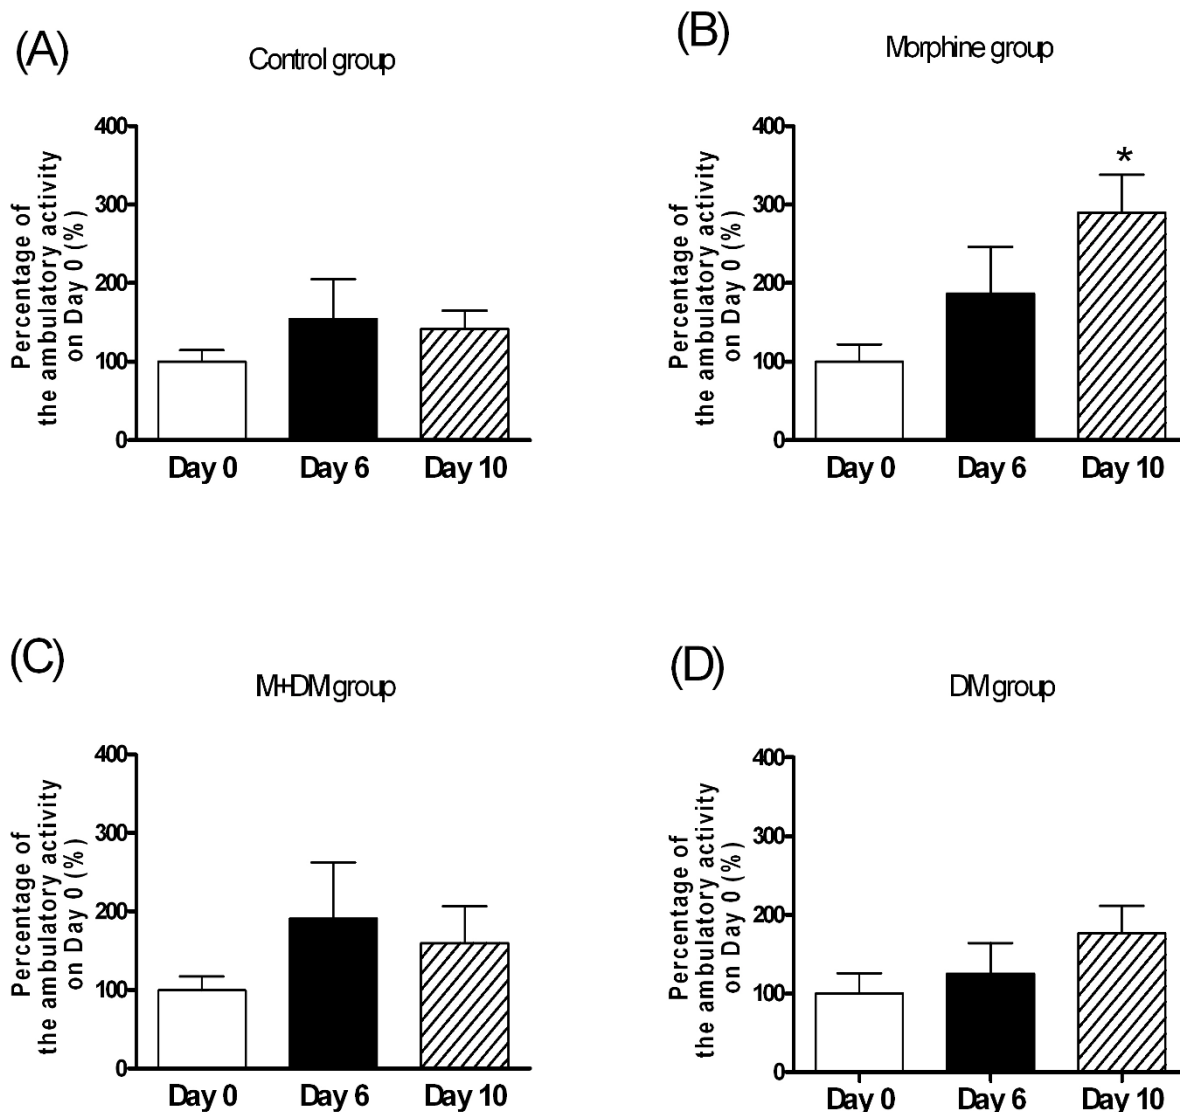 (A)
Control group
Percentage of
the ambulatory activity
on Day 0 (%)
400
300
200
100
0
Day 0 Day 6 Day 10
(B)
Morphine group
Percentage of
the ambulatory activity
on Day 0 (%)
400
300
200
100
0
*
Day 0 Day 6 Day 10
(C)
M+DM group
Percentage of
the ambulatory activity
on Day 0 (%)
400
300
200
100
0
Day 0 Day 6 Day 10
(D)
DM group
Percentage of
the ambulatory activity
on Day 0 (%)
400
300
200
100
0
Day 0 Day 6 Day 10